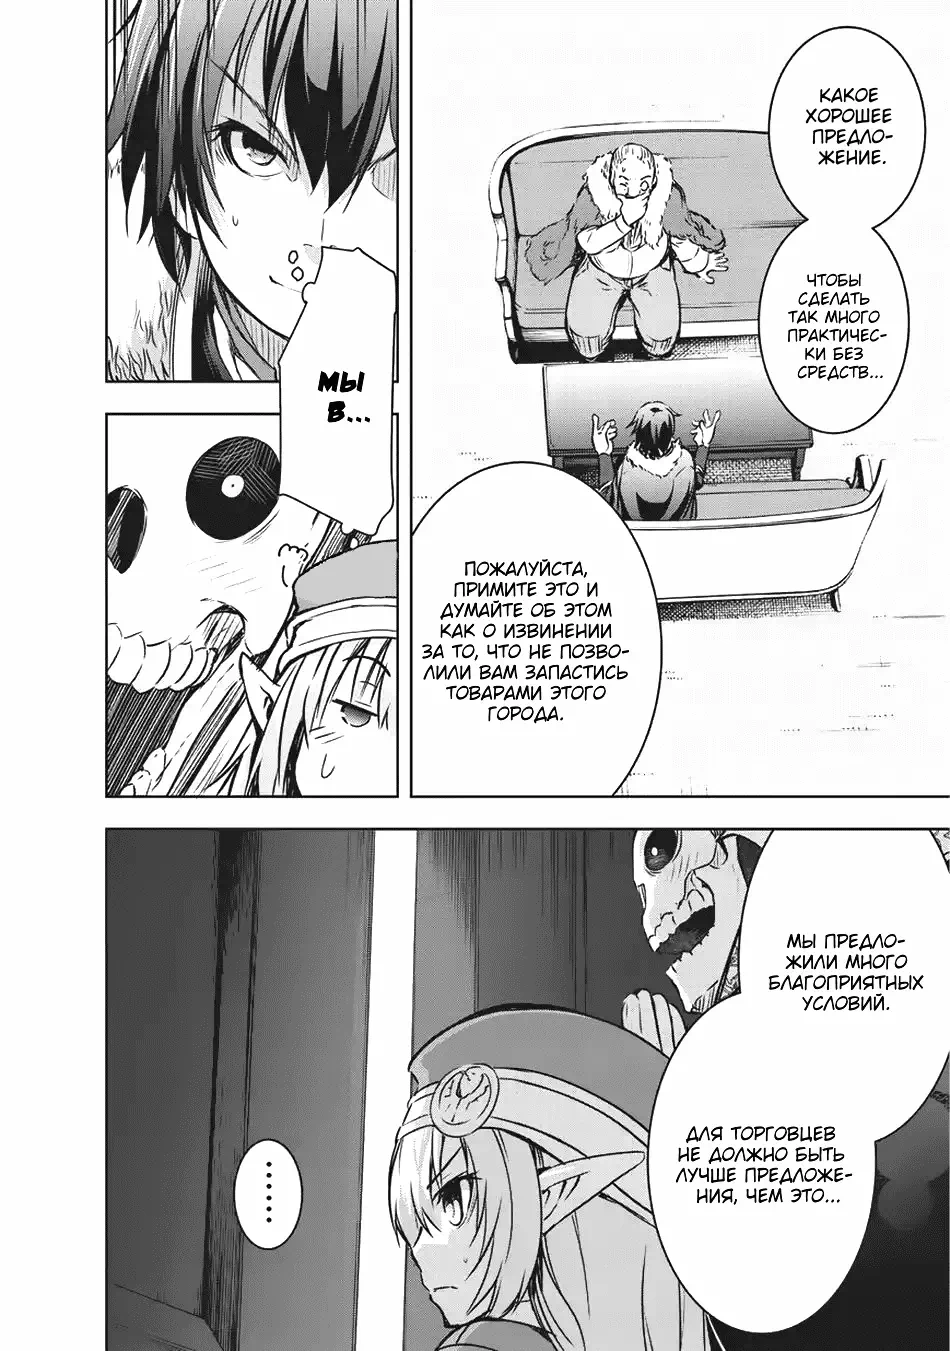 КАКОЕ
ХОРОШЕЕ
ПРЕДЛО-
ЖЕНИЕ.
ЧТОБЫ
СДЕЛАТЬ
ТАК МНОГО
ПРАКТИЧЕС-
КИ БЕЗ
СРЕДСТВ...
ПОЖАЛУЙСТА,
ПРИМИТЕ ЭТО И
ДУМАЙТЕ ОБ ЭТОМ
КАК О ИЗВИНЕНИИ
ЗА ТО, ЧТО НЕ ПОЗВО-
ЛИЛИ ВАМ ЗАПАСТИСЬ
ТОВАРАМИ ЭТОГО
ГОРОДА.
МЫ
В...
МЫ ПРЕДЛО-
ЖИЛИ МНОГО
БЛАГОПРИЯТНЫХ
УСЛОВИЙ.
ДЛЯ ТОРГОВЦЕВ
НЕ ДОЛЖНО БЫТЬ
ЛУЧШЕ ПРЕДЛОЖЕ-
НИЯ, ЧЕМ ЭТО...
......